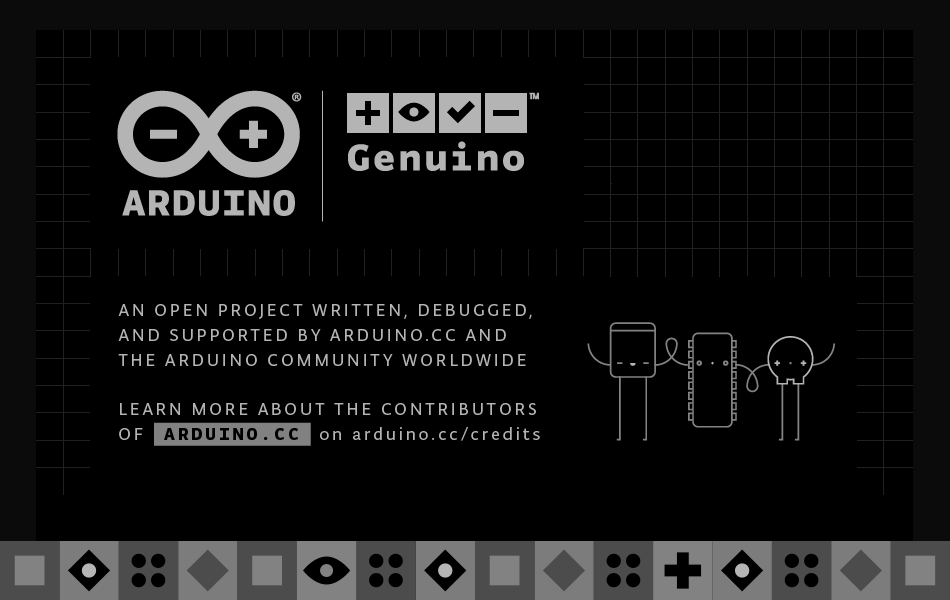 ®
ARDUINO
TM
Genuino
AN OPEN PROJECT WRITTEN, DEBUGGED,
AND SUPPORTED BY ARDUINO.CC AND
THE ARDUINO COMMUNITY WORLDWIDE
LEARN MORE ABOUT THE CONTRIBUTORS
OF ARDUINO.CC on arduino.cc/credits